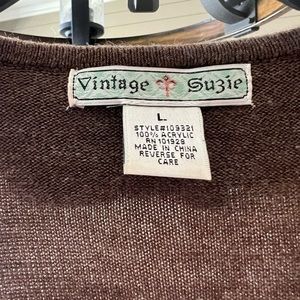 Vintage Suzie
L.
STYLE#109321
100% ACRYLIC
RN 101928
MADE IN CHINA
REVERSE FOR
CARE